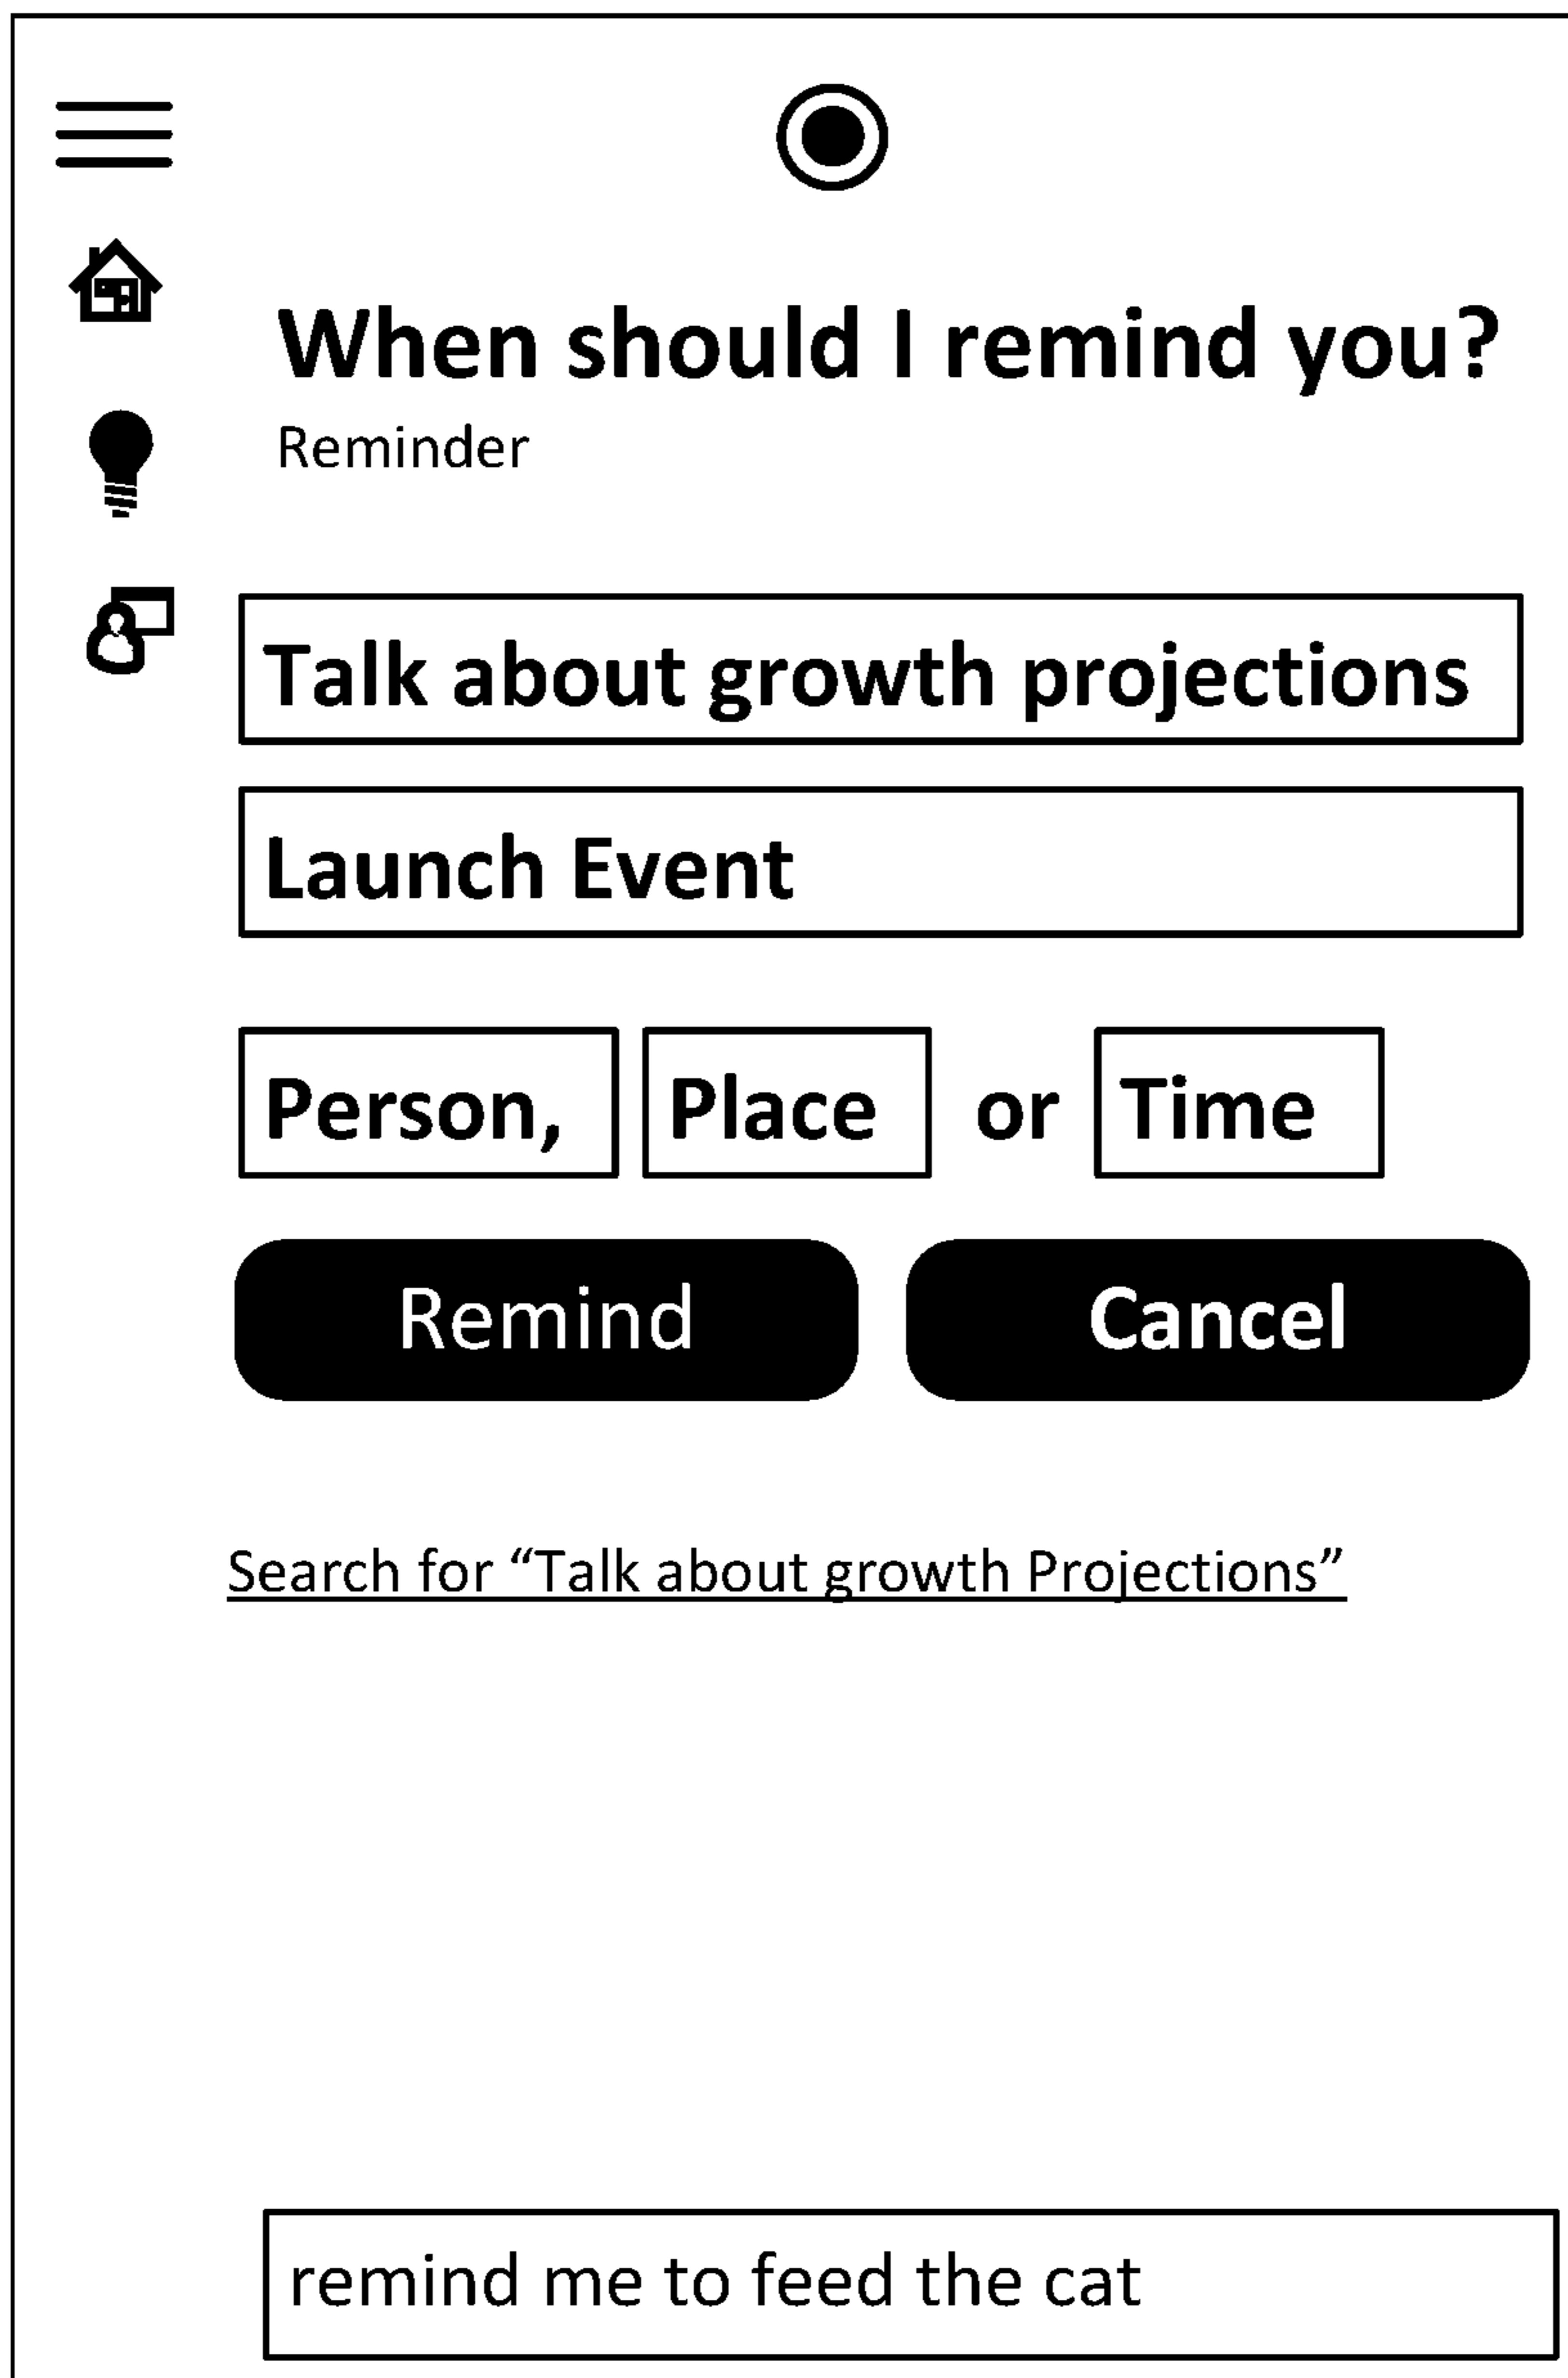 When should I remind you?
Reminder
Talk about growth projections
Launch Event
Person, Place or Time
Remind Cancel
Search for “Talk about growth Projections”
remind me to feed the cat